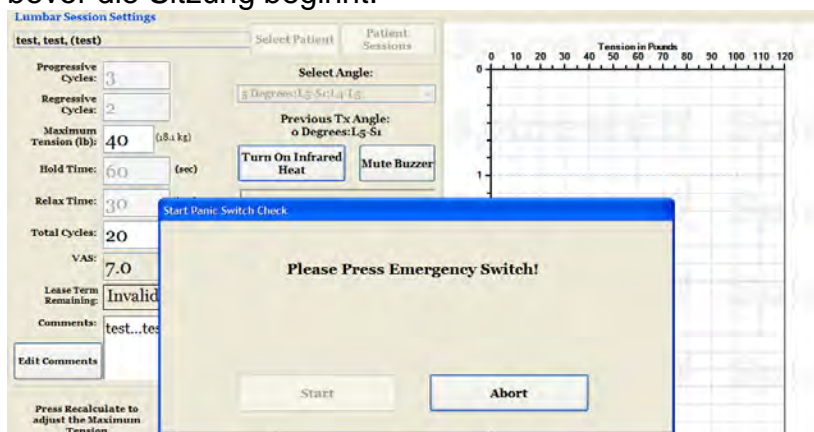 bevor die Sitzung beginnt.
Lumbar Session Settings
test, test, (test)
Select Patient
Patient
Sessions
Progressive
Cycles:
3
Regressive
Cycles:
2
Maximum
Tension (lb):
40
(18.1 kg)
Hold Time:
60
(sec)
Relax Time:
30
Total Cycles:
20
VAS:
7.0
Lease Term
Remaining:
Invalid
Comments:
test...tes
Edit Comments
Press Recalculate to
adjust the Maximum
Tension
Select Angle:
5 Degrees:L5-S1:L4-L5
Previous Tx Angle:
0 Degrees:L5-S1
Turn On Infrared
Heat
Mute Buzzer
Start Panic Switch Check
Please Press Emergency Switch!
Start
Abort
Tension in Pounds
0 10 20 30 40 50 60 70 80 90 100 110 120
0
1